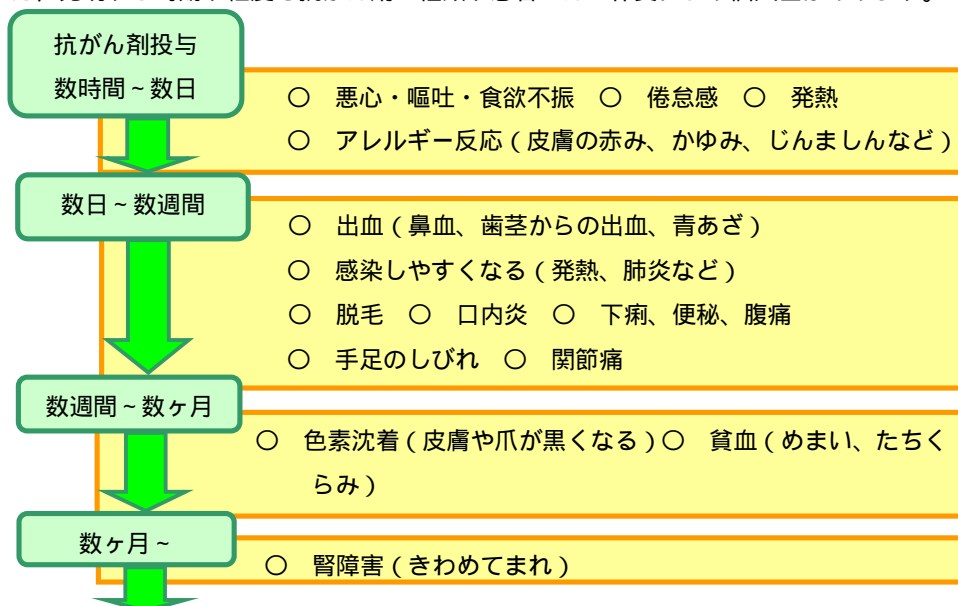 抗がん剤投与
数時間～数日
○ 悪心・嘔吐・食欲不振 ○ 倦怠感 ○ 発熱
○ アレルギー反応（皮膚の赤み、かゆみ、じんましんなど）
数日～数週間
○ 出血（鼻血、歯茎からの出血、青あざ）
○ 感染しやすくなる（発熱、肺炎など）
○ 脱毛 ○ 口内炎 ○ 下痢、便秘、腹痛
○ 手足のしびれ ○ 関節痛
数週間～数ヶ月
○ 色素沈着（皮膚や爪が黒くなる）○ 貧血（めまい、たちく
らみ）
数ヶ月～
○ 腎障害（きわめてまれ）